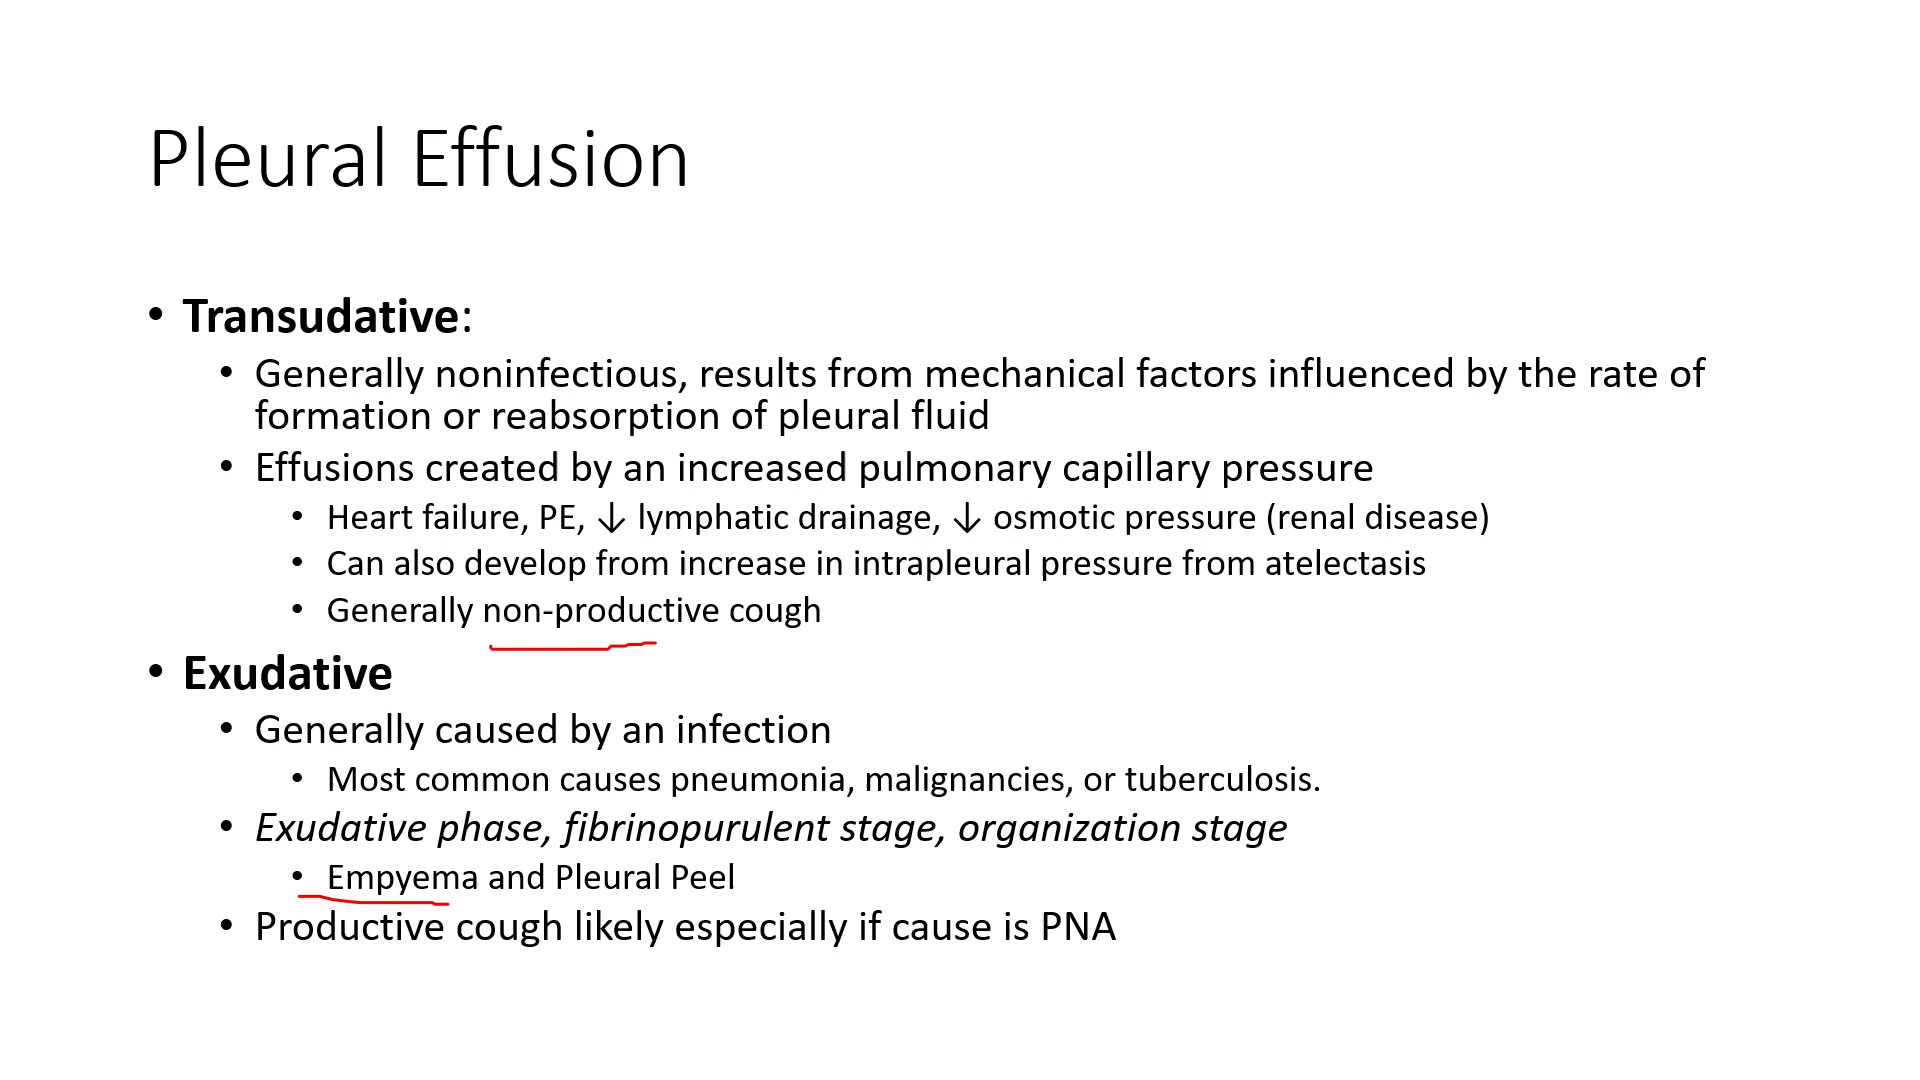 Pleural Effusion
• Transudative:
• Generally noninfectious, results from mechanical factors influenced by the rate of
formation or reabsorption of pleural fluid
• Effusions created by an increased pulmonary capillary pressure
• Heart failure, PE, ↓ lymphatic drainage, ↓ osmotic pressure (renal disease)
• Can also develop from increase in intrapleural pressure from atelectasis
• Generally non-productive cough
• Exudative
• Generally caused by an infection
• Most common causes pneumonia, malignancies, or tuberculosis.
• Exudative phase, fibrinopurulent stage, organization stage
• Empyema and Pleural Peel
• Productive cough likely especially if cause is PNA